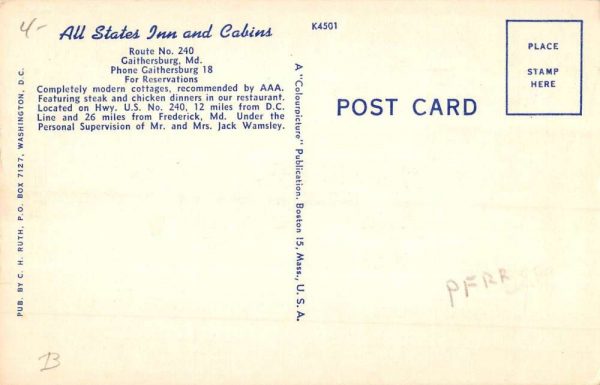 4-
All States Inn and Cabins
Route No. 240
Gaithersburg, Md.
Phone Gaithersburg 18
For Reservations
Completely modern cottages, recommended by AAA.
Featuring steak and chicken dinners in our restaurant.
Located on Hwy. U.S. No. 240, 12 miles from D.C.
Line and 26 miles from Frederick, Md. Under the
Personal Supervision of Mr. and Mrs. Jack Wamsley.
PUB. BY C. H. RUTH, P.O. BOX 7127, WASHINGTON, D.C.
A "Colourpicture" Publication. Boston 15, Mass., U.S.A.
K4501
POST CARD
PLACE
STAMP
HERE
PFRR
B